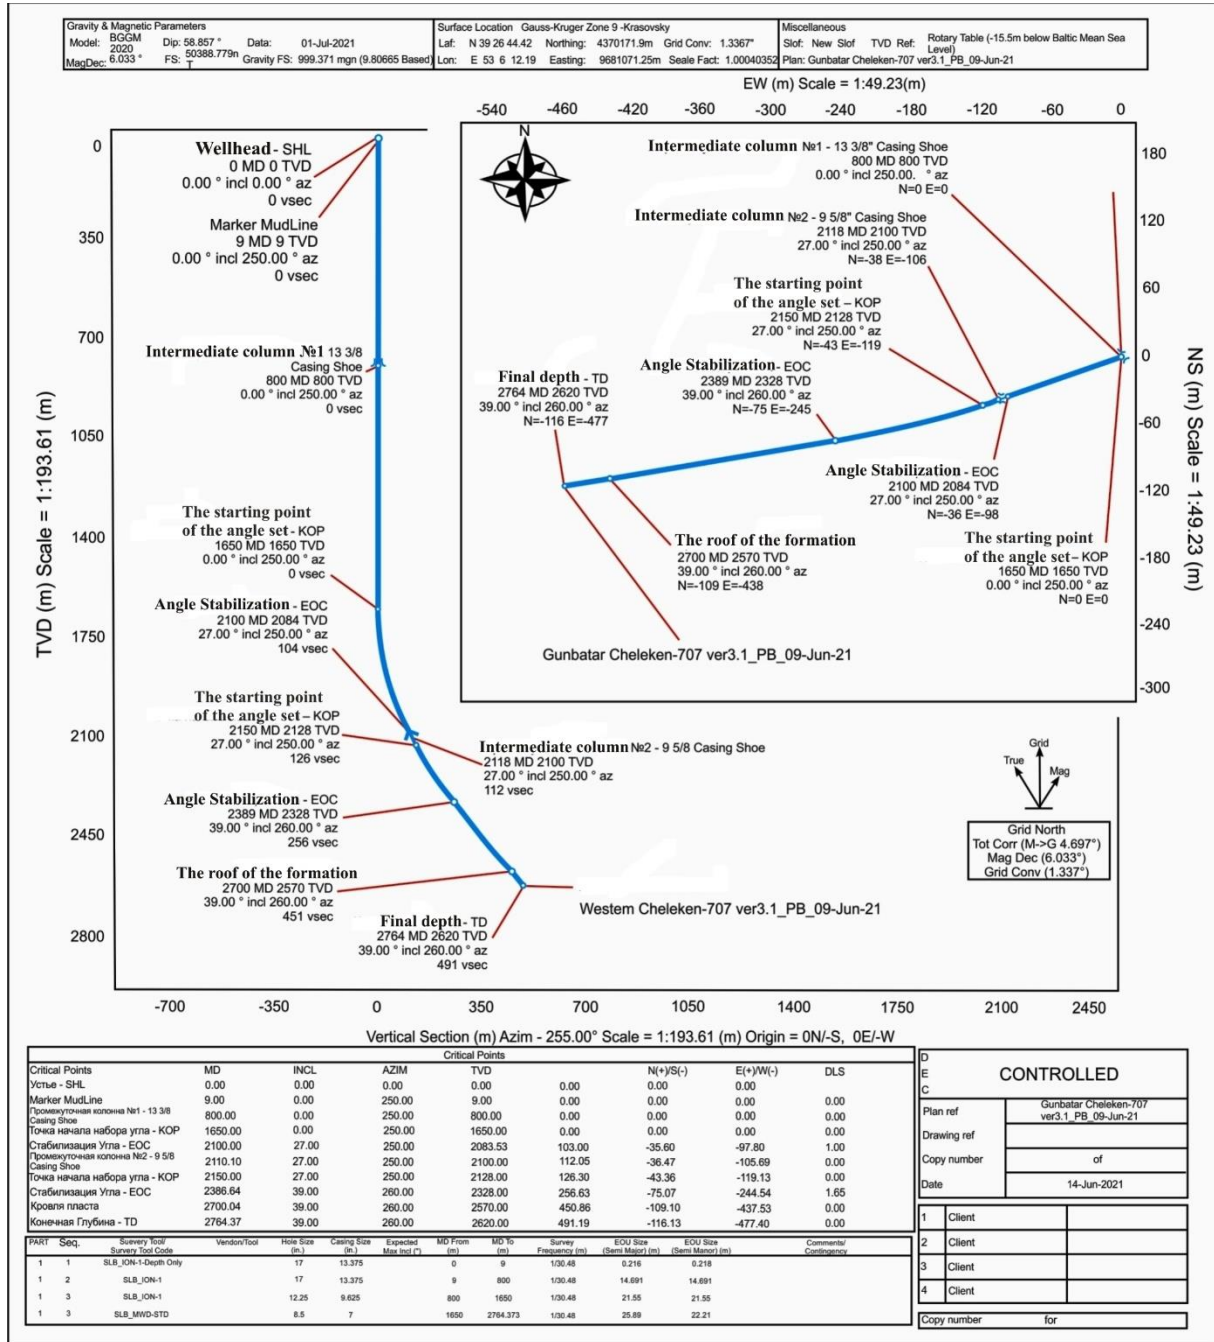 Gravity & Magnetic Parameters
Model: BGGM 2020 Dip: 58.857 ° Data: 01-Jul-2021
MagDec: 6.033 ° FS: 50388.779n T Gravity FS: 999.371 mgn (9.80665 Based)
Surface Location Gauss-Kruger Zone 9 -Krasovsky
Laf: N 39 26 44.42 Northing: 4370171.9m Grid Conv: 1.3367°
Lon: E 53 6 12.19 Easting: 9681071.25m Seale Fact: 1.00040352
Miscellaneous
Slof: New Slof TVD Ref: Rotary Table (-15.5m below Baltic Mean Sea Level)
Plan: Gunbatar Cheleken-707 ver3.1_PB_09-Jun-21
EW (m) Scale = 1:49.23(m)
-540 -460 -420 -360 -300 -240 -180 -120 -60 0
N
Intermediate column №1 - 13 3/8" Casing Shoe
800 MD 800 TVD
0.00 ° incl 250.00. ° az
N=0 E=0
Intermediate column №2 - 9 5/8" Casing Shoe
2118 MD 2100 TVD
27.00 ° incl 250.00 ° az
N=-38 E=-106
The starting point
of the angle set – KOP
2150 MD 2128 TVD
27.00 ° incl 250.00 ° az
N=-43 E=-119
Angle Stabilization- EOC
2389 MD 2328 TVD
39.00 ° incl 260.00 ° az
N=-75 E=-245
Final depth - TD
2764 MD 2620 TVD
39.00 ° incl 260.00 ° az
N=-116 E=-477
Angle Stabilization - EOC
2100 MD 2084 TVD
27.00 ° incl 250.00 ° az
N=-36 E=-98
The roof of the formation
2700 MD 2570 TVD
39.00 ° incl 260.00 ° az
N=-109 E=-438
The starting point
of the angle set – KOP
1650 MD 1650 TVD
0.00 ° incl 250.00 ° az
N=0 E=0
Gunbatar Cheleken-707 ver3.1_PB_09-Jun-21
180
120
60
0
-60
-120
-180
-240
-300
NS (m) Scale = 1:49.23 (m)
TVD (m) Scale = 1:193.61 (m)
0
350
700
1050
1400
1750
2100
2450
2800
Wellhead - SHL
0 MD 0 TVD
0.00 ° incl 0.00 ° az
0 vsec
Marker MudLine
9 MD 9 TVD
0.00 ° incl 250.00 ° az
0 vsec
Intermediate column №1 13 3/8
Casing Shoe
800 MD 800 TVD
0.00 ° incl 250.00 ° az
0 vsec
The starting point
of the angle set - KOP
1650 MD 1650 TVD
0.00 ° incl 250.00 ° az
0 vsec
Angle Stabilization - EOC
2100 MD 2084 TVD
27.00 ° incl 250.00 ° az
104 vsec
The starting point
of the angle set – KOP
2150 MD 2128 TVD
27.00 ° incl 250.00 ° az
126 vsec
Intermediate column №2 - 9 5/8 Casing Shoe
2118 MD 2100 TVD
27.00 ° incl 250.00 ° az
112 vsec
Angle Stabilization - EOC
2389 MD 2328 TVD
39.00 ° incl 260.00 ° az
256 vsec
The roof of the formation
2700 MD 2570 TVD
39.00 ° incl 260.00 ° az
451 vsec
Final depth- TD
2764 MD 2620 TVD
39.00 ° incl 260.00 ° az
491 vsec
Westem Cheleken-707 ver3.1_PB_09-Jun-21
Grid
True
Mag
Grid North
Tot Corr (M->G 4.697°)
Mag Dec (6.033°)
Grid Conv (1.337°)
-700 -350 0 350 700 1050 1400 1750 2100 2450
Vertical Section (m) Azim - 255.00° Scale = 1:193.61 (m) Origin = 0N/-S, 0E/-W
Critical Points
Critical Points MD INCL AZIM TVD N(+)/S(-) E(+)/W(-) DLS
Устье - SHL 0.00 0.00 0.00 0.00 0.00 0.00 0.00
Marker MudLine 9.00 0.00 250.00 9.00 0.00 0.00 0.00 0.00
Промежуточная колонна №1 - 13 3/8 Casing Shoe 800.00 0.00 250.00 800.00 0.00 0.00 0.00 0.00
Точка начала набора угла - КОР 1650.00 0.00 250.00 1650.00 0.00 0.00 0.00 0.00
Стабилизация Угла - ЕОС 2100.00 27.00 250.00 2083.53 103.00 -35.60 -97.80 1.00
Промежуточная колонна №2 - 9 5/8 Casing Shoe 2110.10 27.00 250.00 2100.00 112.05 -36.47 -105.69 0.00
Точка начала набора угла - КОР 2150.00 27.00 250.00 2128.00 126.30 -43.36 -119.13 0.00
Стабилизация Угла - ЕОС 2386.64 39.00 260.00 2328.00 256.63 -75.07 -244.54 1.65
Кровля пласта 2700.04 39.00 260.00 2570.00 450.86 -109.10 -437.53 0.00
Конечная Глубина - TD 2764.37 39.00 260.00 2620.00 491.19 -116.13 -477.40 0.00
PART Seq. Suevery Tool/ Survery Tool Code Vendon/Tool Hole Size (in.) Casing Size (in.) Expected Max Incl (°) MD From (m) MD To (m) Survey Frequency (m) EOU Size (Semi Major) (m) EOU Size (Semi Manor) (m) Comments/ Contingency
1 1 SLB_ION-1-Depth Only 17 13.375 0 9 1/30.48 0.216 0.218
1 2 SLB_ION-1 17 13.375 9 800 1/30.48 14.691 14.691
1 3 SLB_ION-1 12.25 9.625 800 1650 1/30.48 21.55 21.55
1 3 SLB_MWD-STD 8.5 7 1650 2764.373 1/30.48 25.89 22.21
D
E
C
CONTROLLED
Plan ref Gunbatar Cheleken-707 ver3.1_PB_09-Jun-21
Drawing ref
Copy number of
Date 14-Jun-2021
1 Client
2 Client
3 Client
4 Client
Copy number for